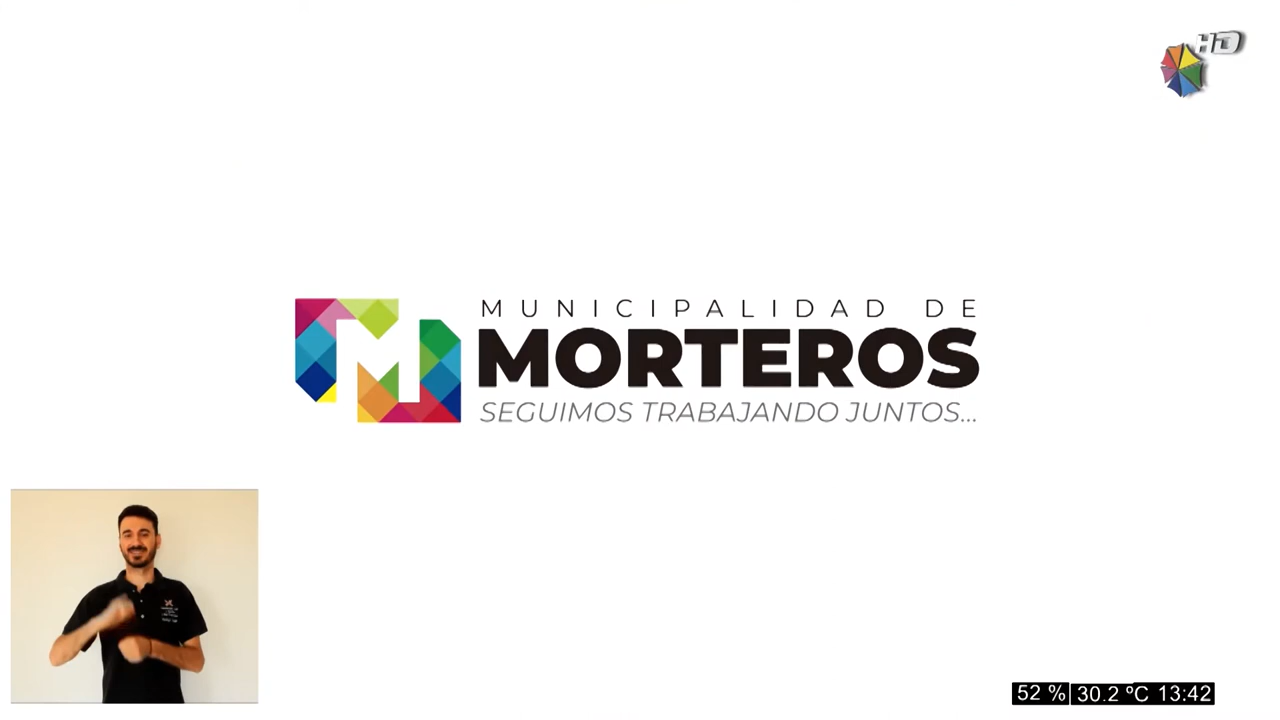 HD
MUNICIPALIDAD DE
MORTEROS
SEGUIMOS TRABAJANDO JUNTOS...
52 % 30.2 ºC 13:42